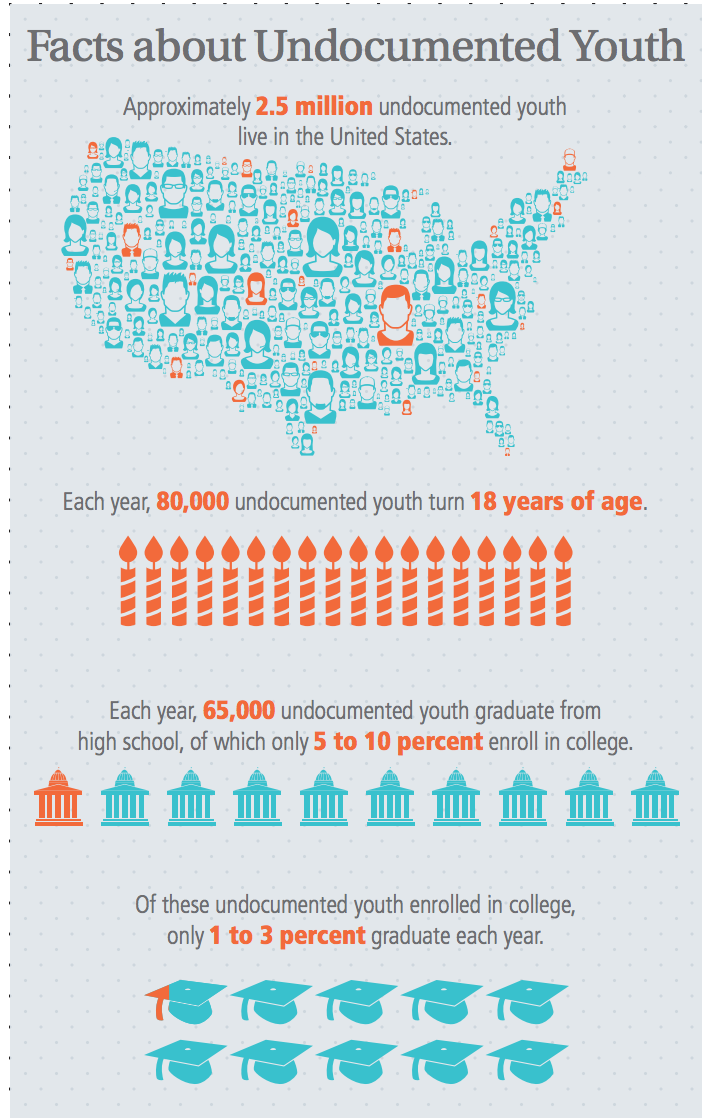 Facts about Undocumented Youth
Approximately 2.5 million undocumented youth
live in the United States.
Each year, 80,000 undocumented youth turn 18 years of age.
Each year, 65,000 undocumented youth graduate from
high school, of which only 5 to 10 percent enroll in college.
Of these undocumented youth enrolled in college,
only 1 to 3 percent graduate each year.